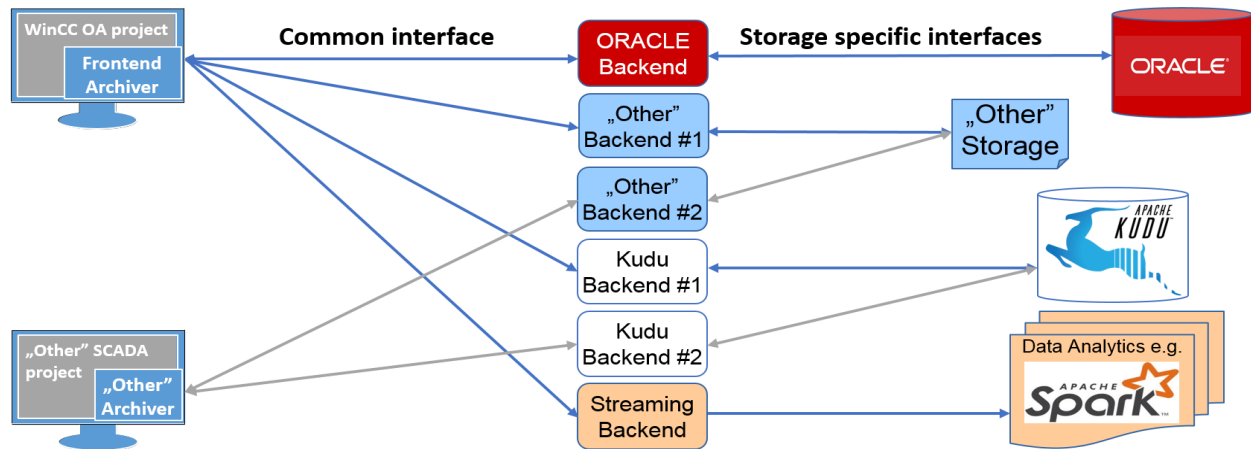 WinCC OA project
Frontend
Archiver
Common interface
ORACLE
Backend
Storage specific interfaces
ORACLE®
„Other”
Backend #1
„Other”
Storage
„Other”
Backend #2
Kudu
Backend #1
APACHE
KUDU™
Kudu
Backend #2
„Other” SCADA
project
„Other”
Archiver
Streaming
Backend
Data Analytics e.g.
APACHE
Spark™